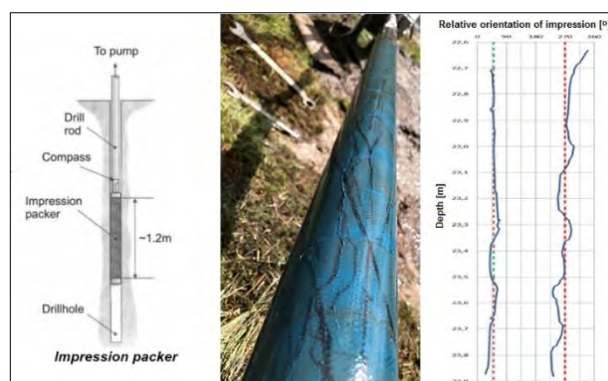 To pump
Drill
rod
Compass
Impression
packer
~1.2m
Drillhole
Impression packer
Relative orientation of impression [º
0 90 180 270 360
22.6
22.7
22.8
22.9
23.0
23.1
23.2
23.3
23.4
23.5
23.6
23.7
23.8
23.9
Depth [m]